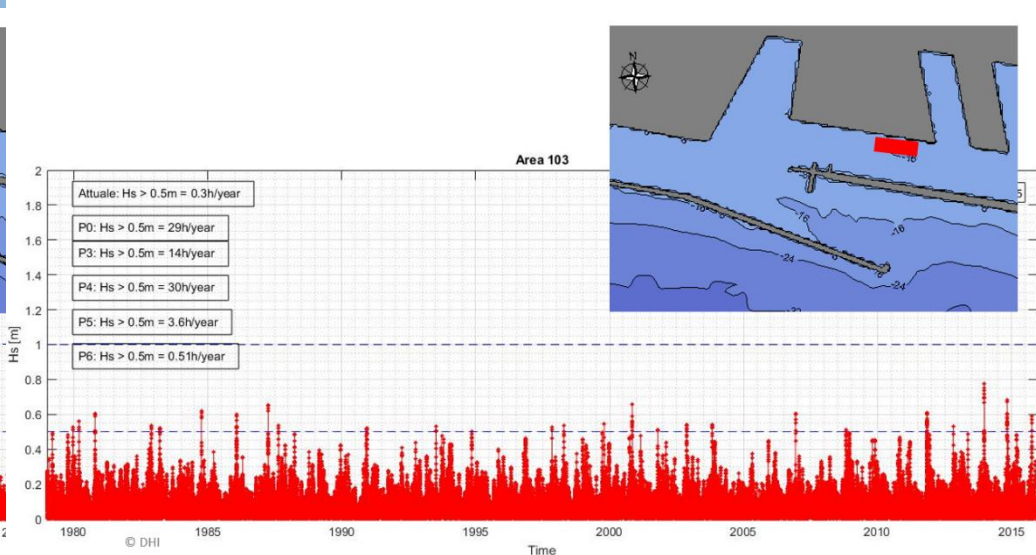 N
-16
-16
-16
-16
-24
-24
Area 103
2
1.8
1.6
1.4
1.2
1
0.8
0.6
0.4
0.2
0
Hs [m]
Attuale: Hs > 0.5m = 0.3h/year
P0: Hs > 0.5m = 29h/year
P3: Hs > 0.5m = 14h/year
P4: Hs > 0.5m = 30h/year
P5: Hs > 0.5m = 3.6h/year
P6: Hs > 0.5m = 0.51h/year
5
1980
1985
1990
1995
2000
2005
2010
2015
© DHI
Time